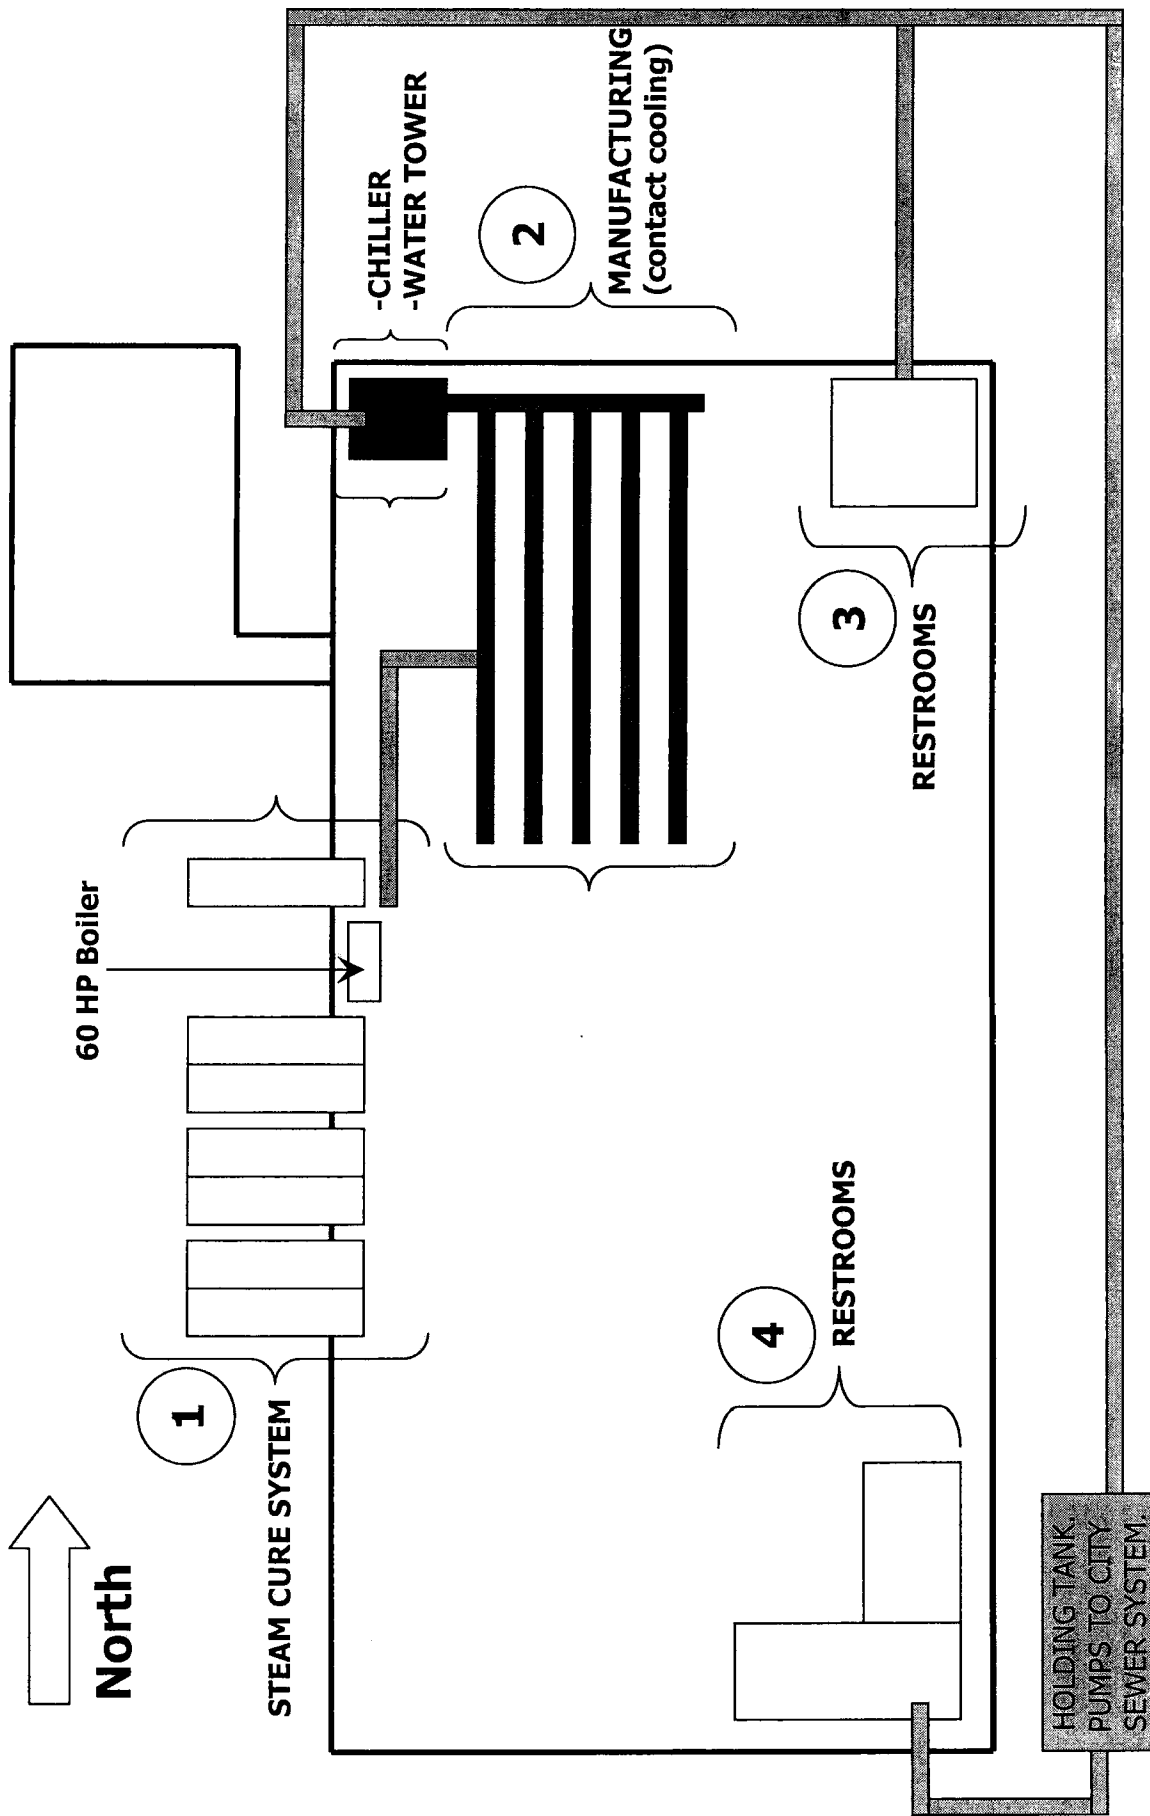 North
1
STEAM CURE SYSTEM
60 HP Boiler
-CHILLER
-WATER TOWER
2
MANUFACTURING
(contact cooling)
3
RESTROOMS
4
RESTROOMS
HOLDING TANK.
PUMPS TO CITY
SEWER SYSTEM.